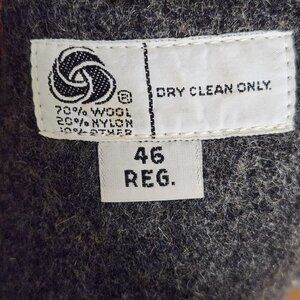 ®
70% WOOL
20% NYLON
10% OTHER
DRY CLEAN ONLY.
46
REG.